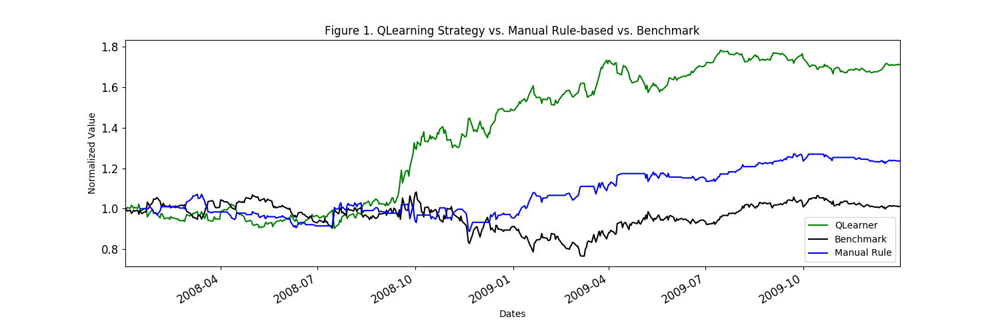 Figure 1. QLearning Strategy vs. Manual Rule-based vs. Benchmark
Normalized Value
1.8
1.6
1.4
1.2
1.0
0.8
QLearner
Benchmark
Manual Rule
2008-04
2008-07
2008-10
2009-01
2009-04
2009-07
2009-10
Dates